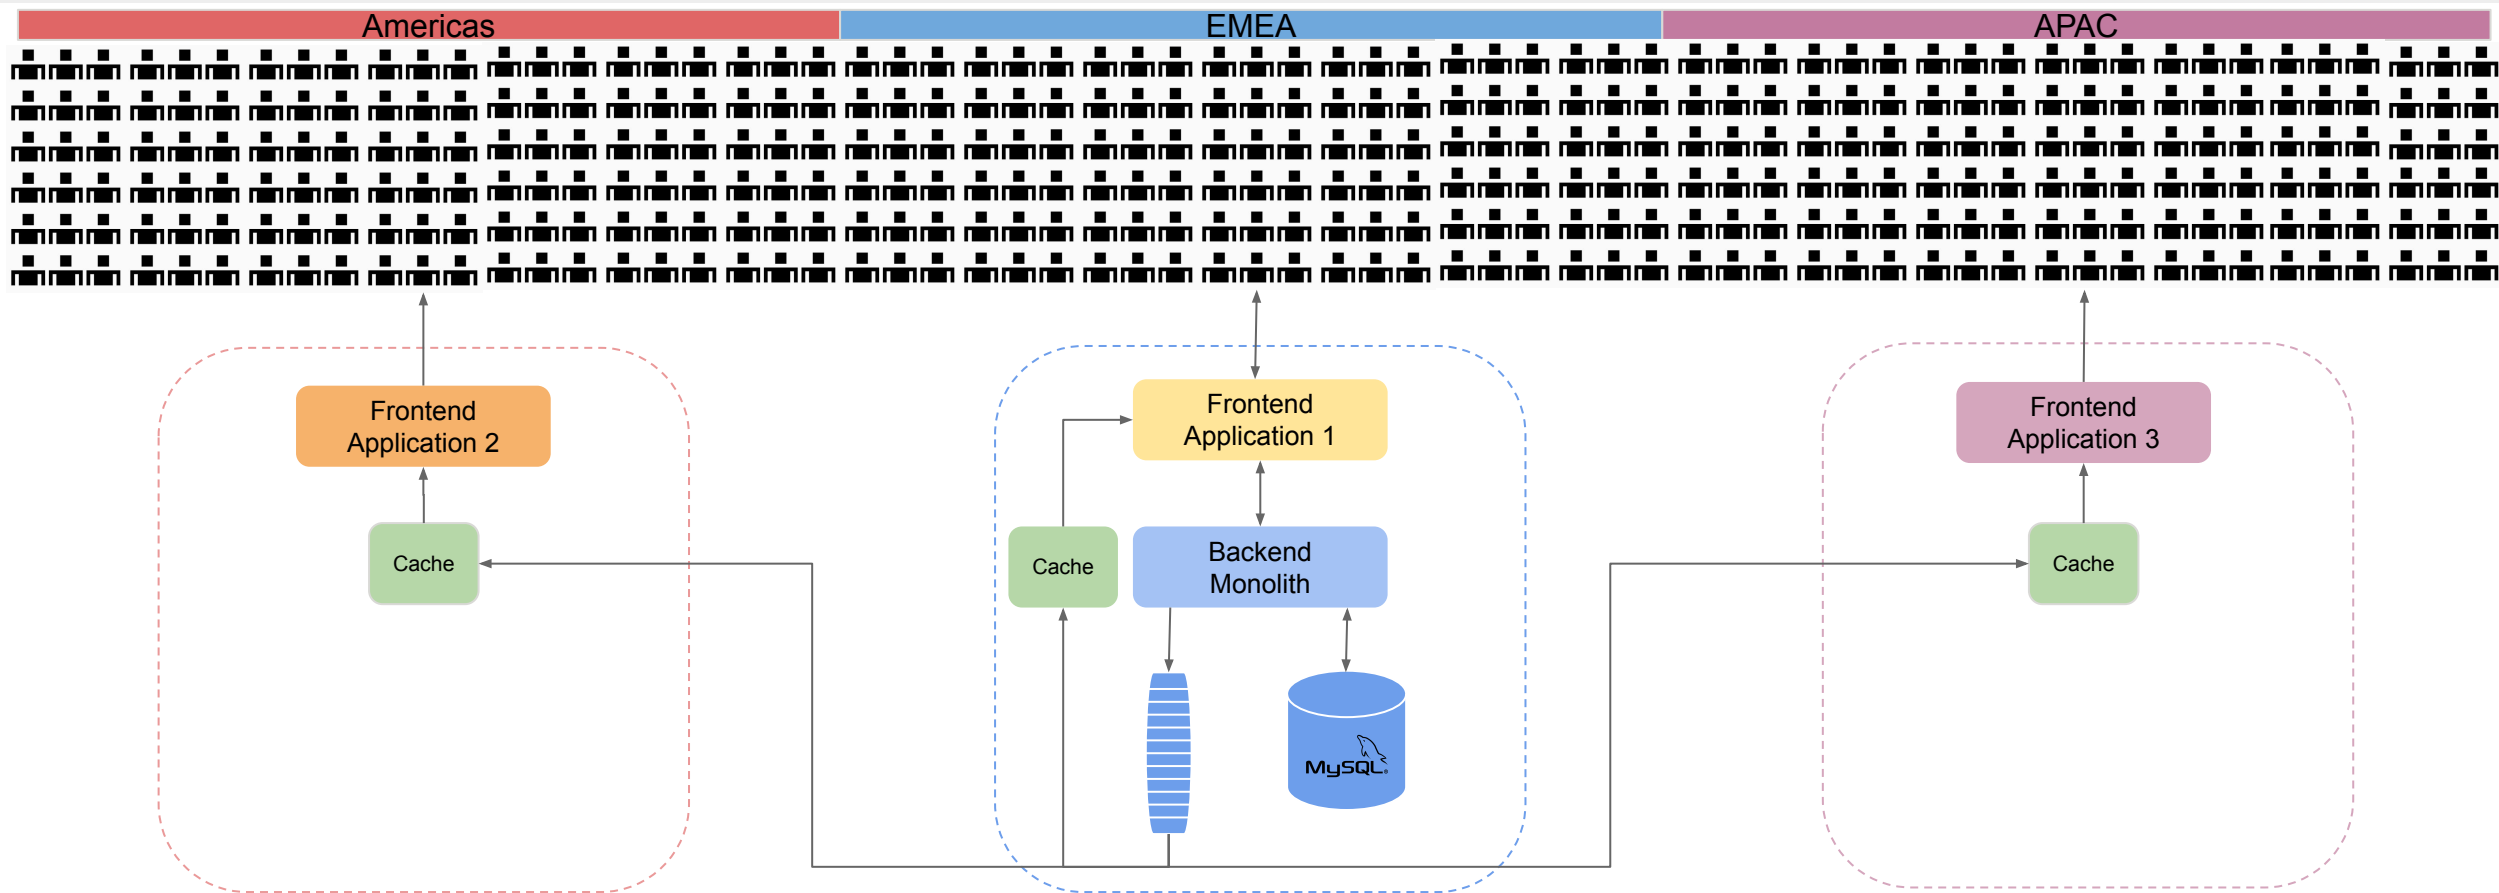 Americas
EMEA
APAC
Frontend
Application 2
Cache
Frontend
Application 1
Cache
Backend
Monolith
MySQL®
Frontend
Application 3
Cache